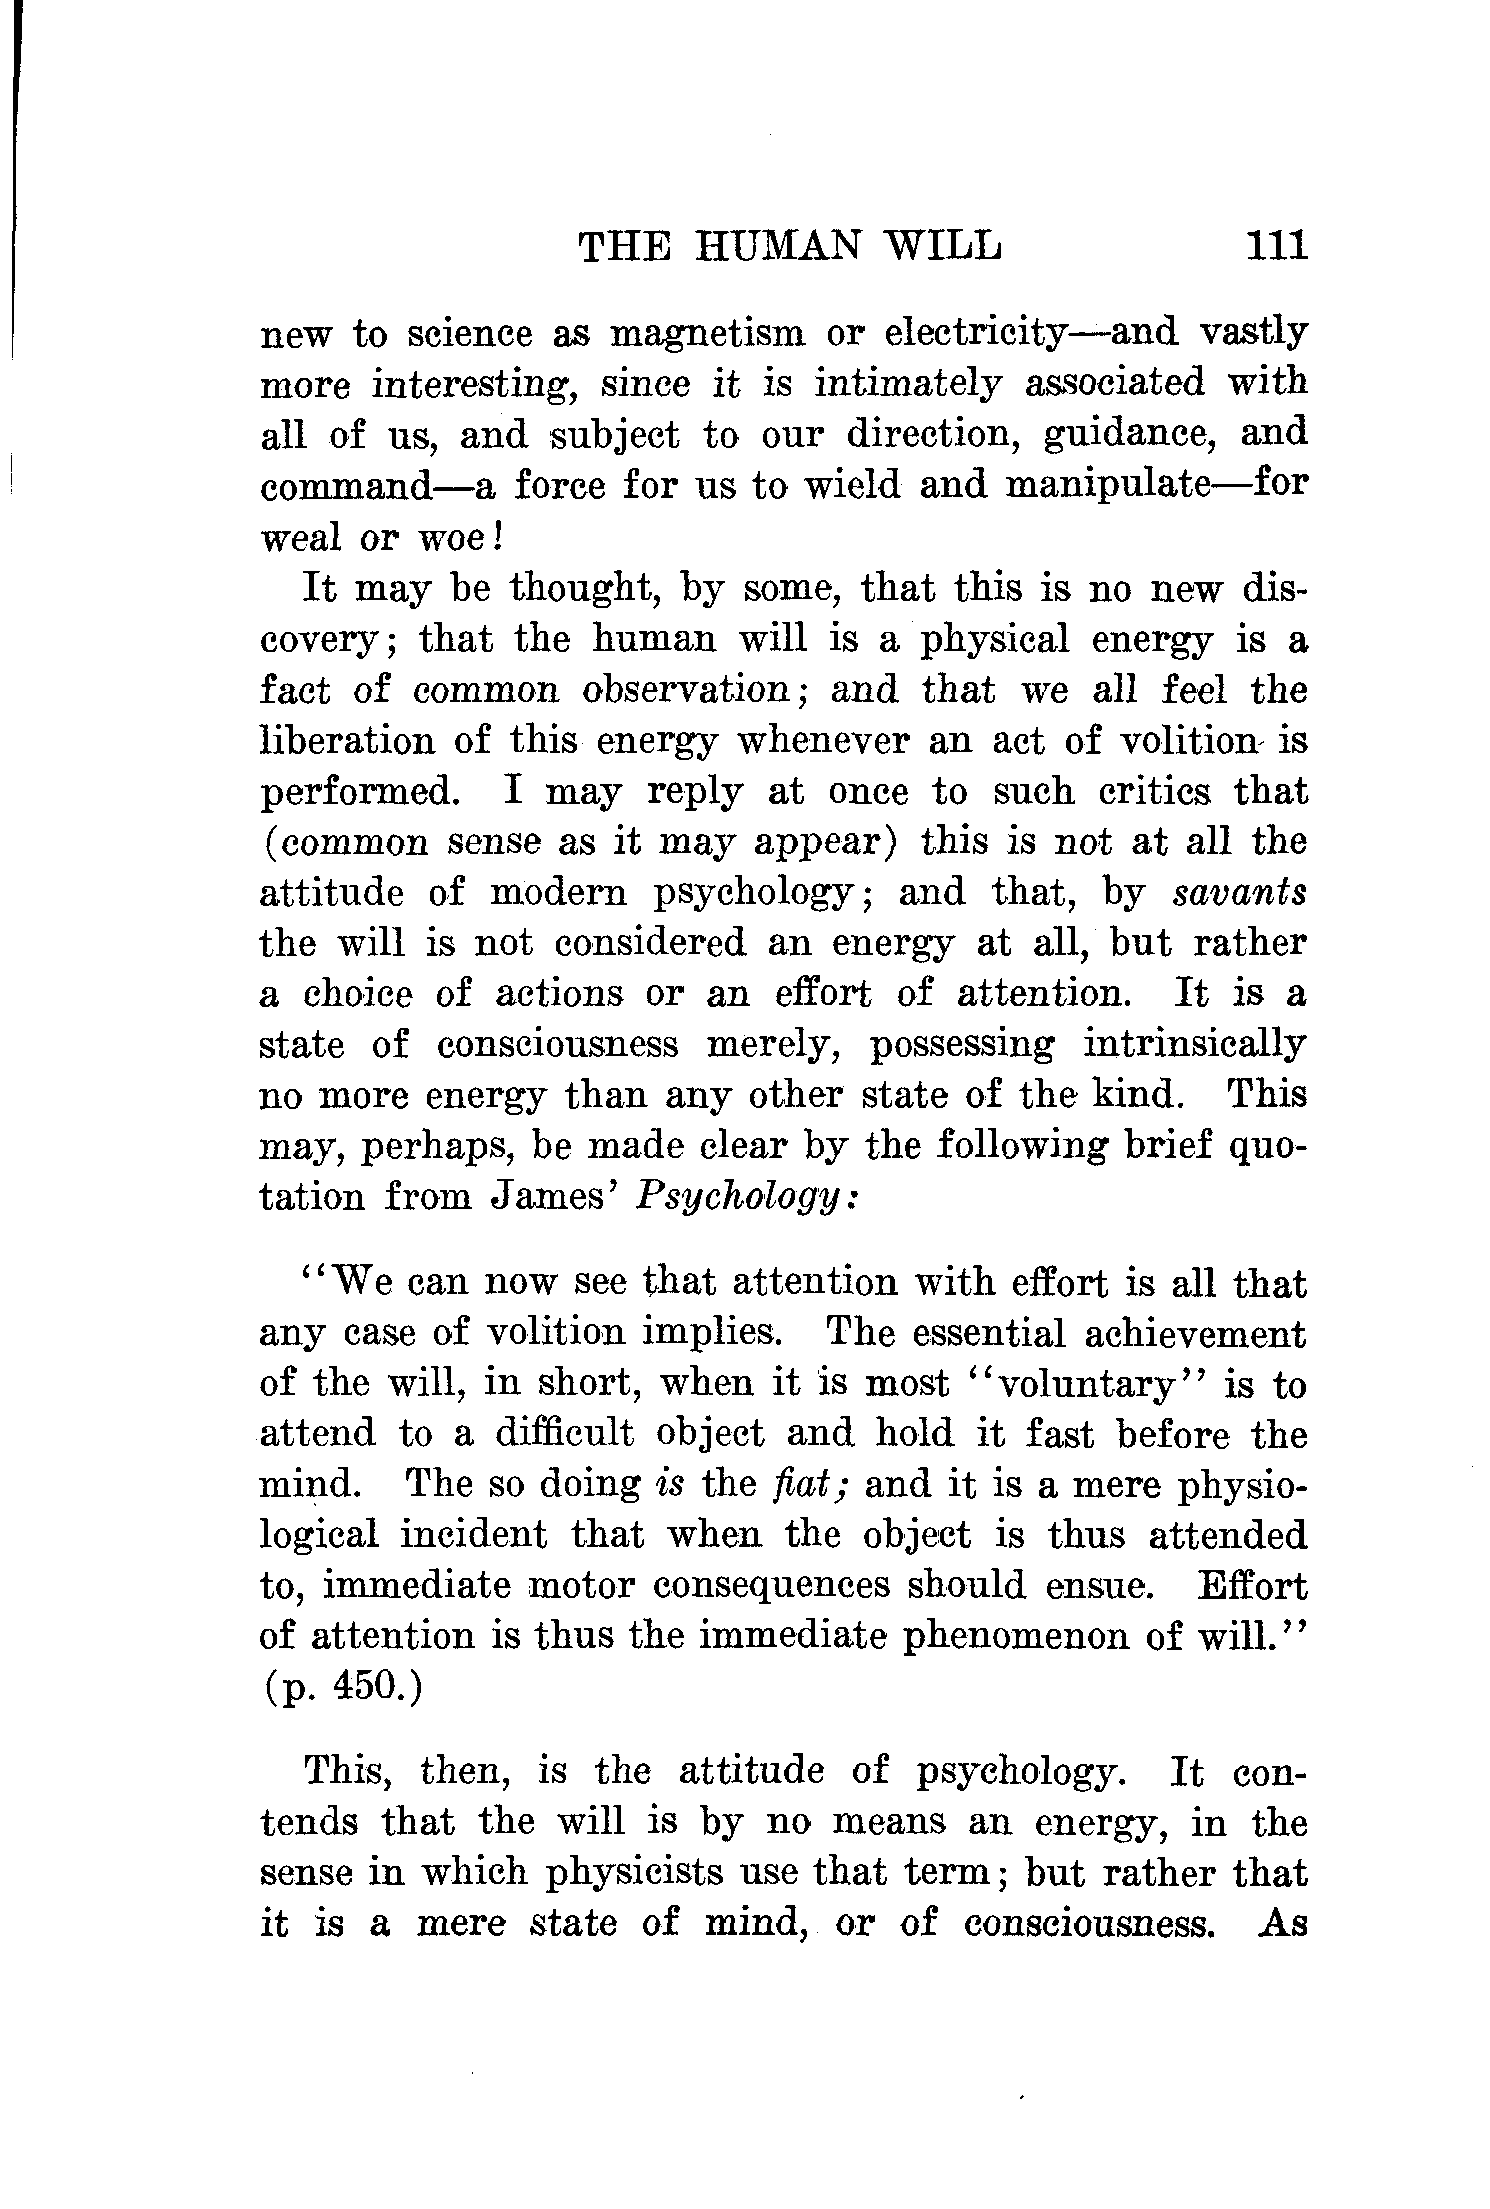 THE HUMAN WILL 111
new to science as magnetism or electricity—and vastly
more interesting, since it is intimately associated with
all of us, and subject to our direction, guidance, and
command—a force for us to wield and manipulate—for
weal or woe!
It may be thought, by some, that this is no new dis-
covery; that the human will is a physical energy is a
fact of common observation; and that we all feel the
liberation of this energy whenever an act of volition is
performed. I may reply at once to such critics that
(common sense as it may appear) this is not at all the
attitude of modern psychology; and that, by savants
the will is not considered an energy at all, but rather
a choice of actions or an effort of attention. It is a
state of consciousness merely, possessing intrinsically
no more energy than any other state of the kind. This
may, perhaps, be made clear by the following brief quo-
tation from James' Psychology:
"We can now see that attention with effort is all that
any case of volition implies. The essential achievement
of the will, in short, when it is most "voluntary" is to
attend to a difficult object and hold it fast before the
mind. The so doing is the fiat; and it is a mere physio-
logical incident that when the object is thus attended
to, immediate motor consequences should ensue. Effort
of attention is thus the immediate phenomenon of will."
(p. 450.)
This, then, is the attitude of psychology. It con-
tends that the will is by no means an energy, in the
sense in which physicists use that term; but rather that
it is a mere state of mind, or of consciousness. As